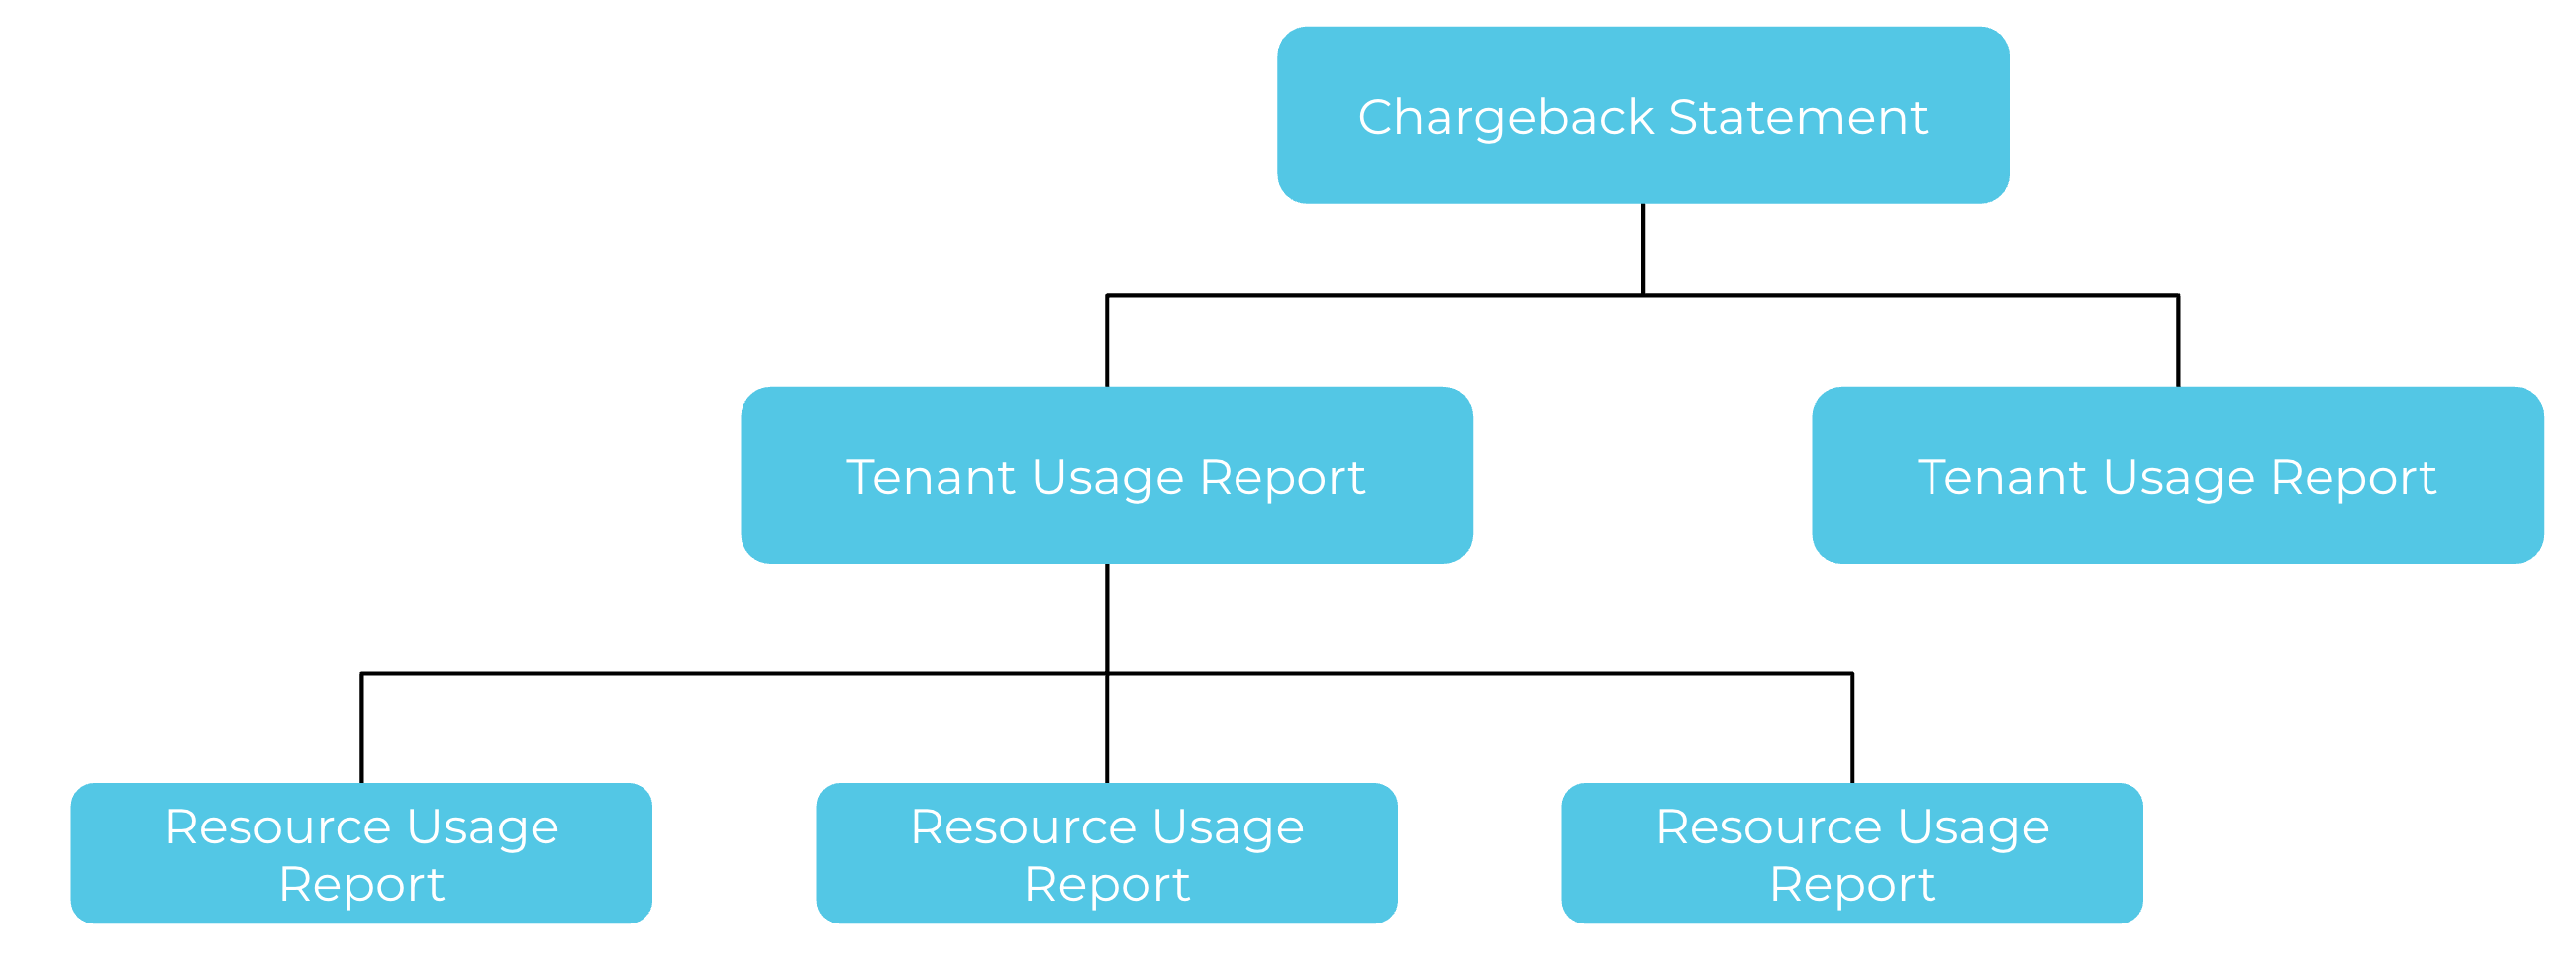 Chargeback Statement
Tenant Usage Report
Tenant Usage Report
Resource Usage
Report
Resource Usage
Report
Resource Usage
Report